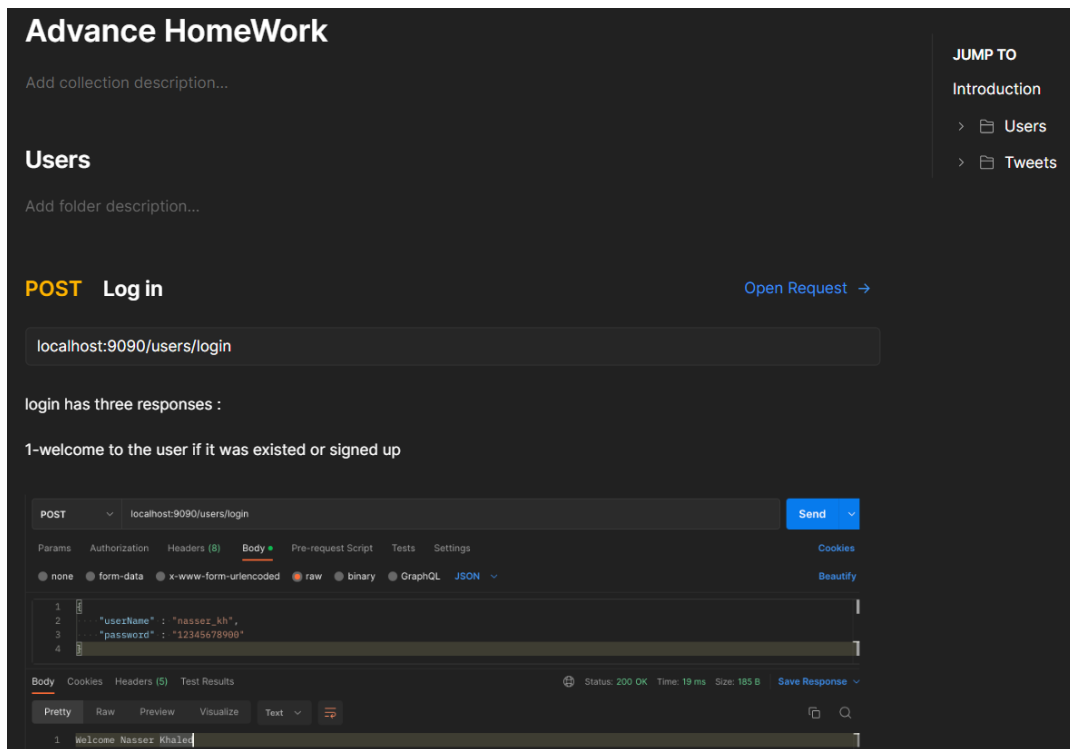 Advance HomeWork
Add collection description...
Users
Add folder description...
POST Log in
Open Request →
localhost:9090/users/login
login has three responses :
1-welcome to the user if it was existed or signed up
POST localhost:9090/users/login Send
Params Authorization Headers (8) Body Pre-request Script Tests Settings Cookies
none form-data x-www-form-urlencoded raw binary GraphQL JSON Beautify
1 {
2 "userName" : "nasser_kh",
3 "password" : "12345678900"
4 }
Body Cookies Headers (5) Test Results Status: 200 OK Time: 19 ms Size: 185 B Save Response
Pretty Raw Preview Visualize Text
1 Welcome Nasser Khaled
JUMP TO
Introduction
Users
Tweets